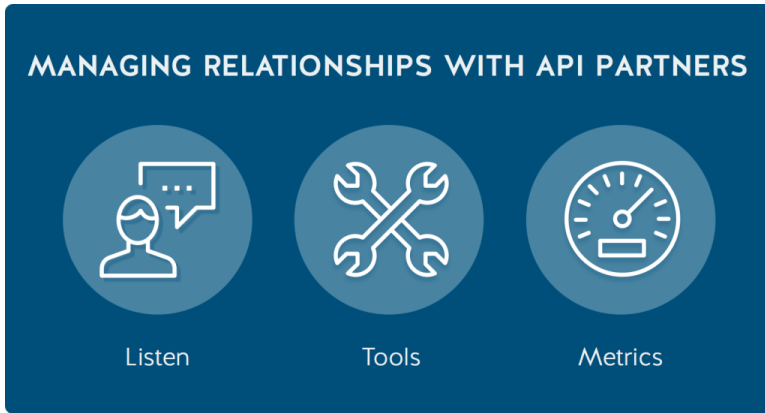 MANAGING RELATIONSHIPS WITH API PARTNERS
Listen
Tools
Metrics